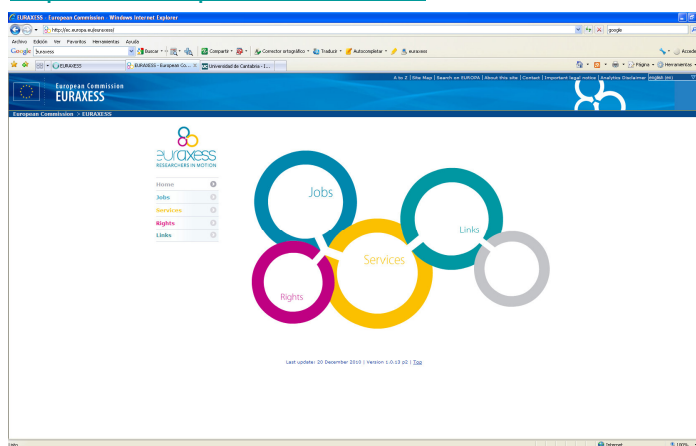 EURAXESS - European Commission - Windows Internet Explorer
http://ec.europa.eu/euraxess/
google
Archivo Edición Ver Favoritos Herramientas Ayuda
Google euraxess Buscar Compartir Corrector ortográfico Traducir Autocompletar euraxess
EURAXESS EURAXESS - European Co... Universidad de Cantabria - I... Página Herramientas
A to Z | Site Map | Search on EUROPA | About this site | Contact | Important legal notice | Analytics Disclaimer English (en)
European Commission
EURAXESS
European Commission > EURAXESS
euraxess
RESEARCHERS IN MOTION
Home
Jobs
Services
Rights
Links
Jobs
Links
Services
Rights
Last update: 20 December 2010 | Version 1.0.13.p2 | Top
Listo Internet 100%